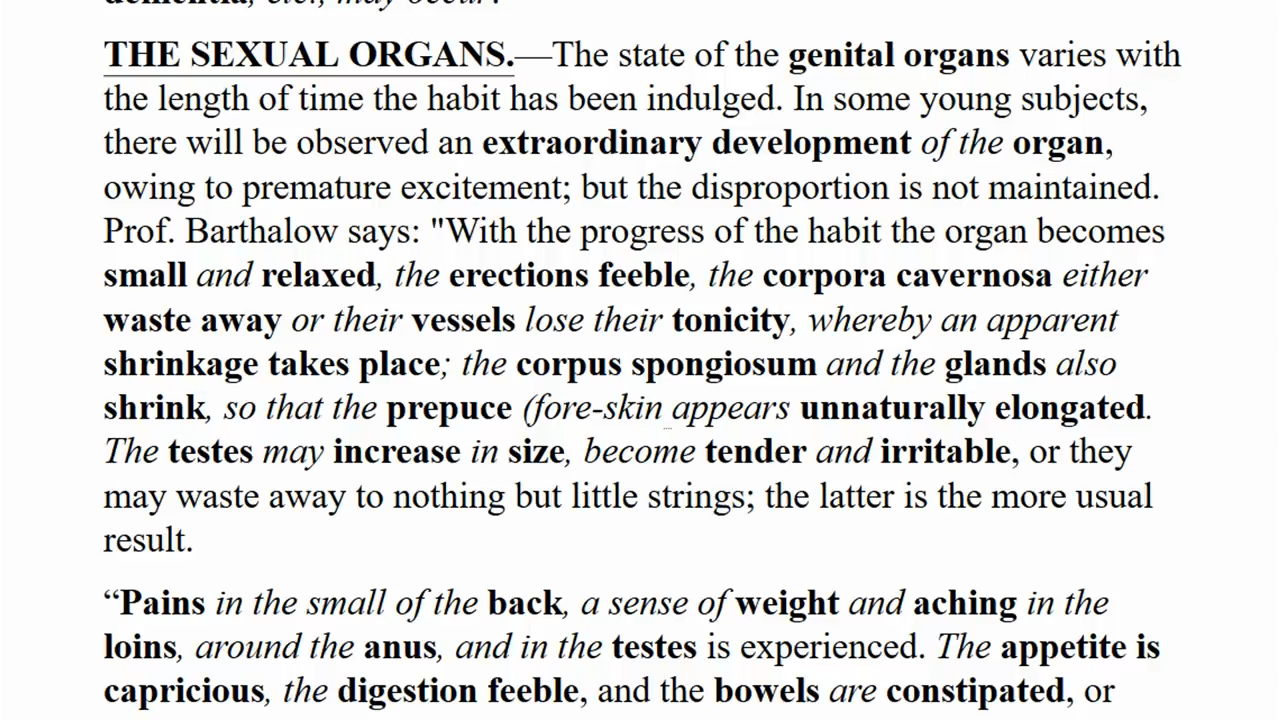 dementia, etc., may occur.
THE SEXUAL ORGANS.—The state of the genital organs varies with
the length of time the habit has been indulged. In some young subjects,
there will be observed an extraordinary development of the organ,
owing to premature excitement; but the disproportion is not maintained.
Prof. Barthalow says: "With the progress of the habit the organ becomes
small and relaxed, the erections feeble, the corpora cavernosa either
waste away or their vessels lose their tonicity, whereby an apparent
shrinkage takes place; the corpus spongiosum and the glands also
shrink, so that the prepuce (fore-skin appears unnaturally elongated.
The testes may increase in size, become tender and irritable, or they
may waste away to nothing but little strings; the latter is the more usual
result.
“Pains in the small of the back, a sense of weight and aching in the
loins, around the anus, and in the testes is experienced. The appetite is
capricious, the digestion feeble, and the bowels are constipated, or